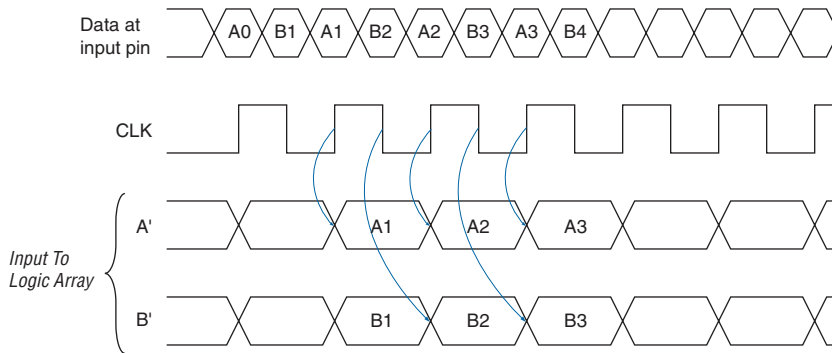 Data at
input pin
A0 B1 A1 B2 A2 B3 A3 B4
CLK
A'
A1 A2 A3
Input To
Logic Array
B'
B1 B2 B3